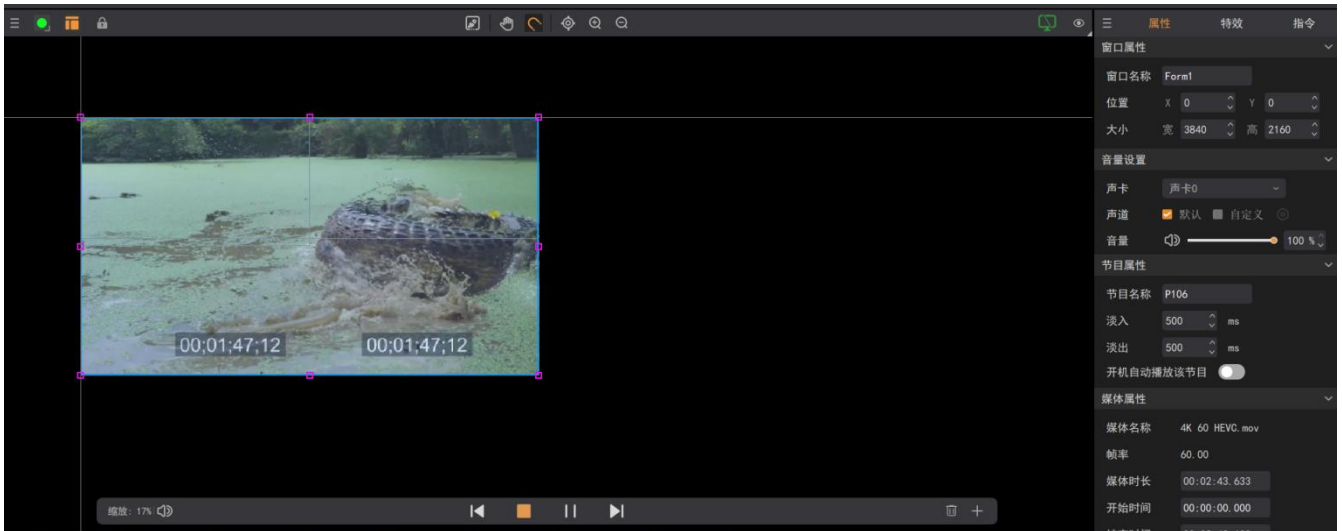 属性 特效 指令
窗口属性
窗口名称 Form1
位置 X 0 Y 0
大小 宽 3840 高 2160
音量设置
声卡 声卡0
声道 默认 自定义
音量 100 %
节目属性
节目名称 P106
淡入 500 ms
淡出 500 ms
开机自动播放该节目
媒体属性
媒体名称 4K 60 HEVC.mov
帧率 60.00
媒体时长 00:02:43.633
开始时间 00:00:00.000
00;01;47;12 00;01;47;12
缩放: 17%